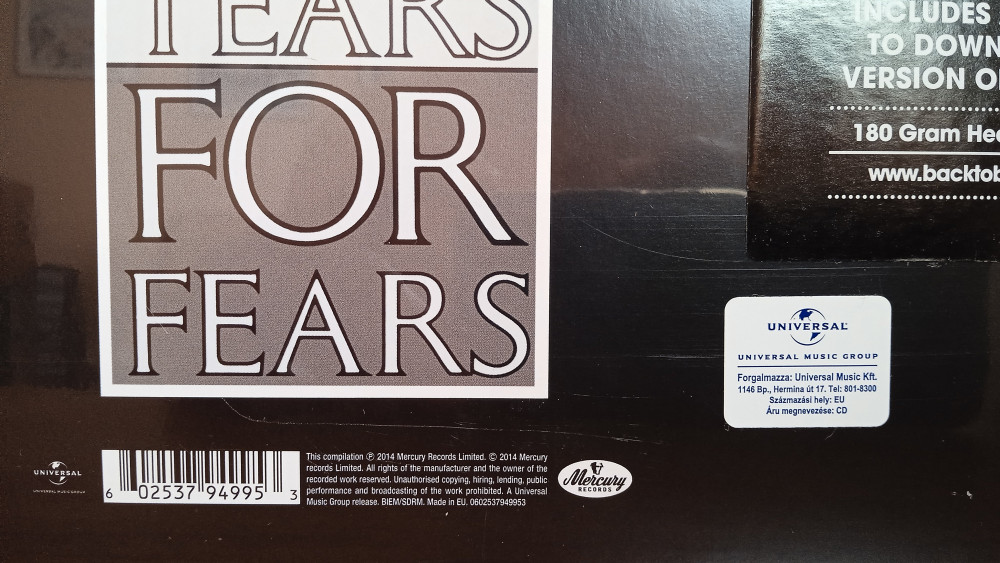 TEARS
FOR
FEARS
INCLUDES
TO DOWN
VERSION O
180 Gram Hea
www.backtob
UNIVERSAL
UNIVERSAL MUSIC GROUP
Forgalmazza: Universal Music Kft.
1146 Bp., Hermina út 17. Tel: 801-8300
Származási hely: EU
Áru megnevezése: CD
UNIVERSAL
UNIVERSAL MUSIC GROUP
6 02537 94995 3
This compilation ℗ 2014 Mercury Records Limited. © 2014 Mercury
records Limited. All rights of the manufacturer and the owner of the
recorded work reserved. Unauthorised copying, hiring, lending, public
performance and broadcasting of the work prohibited. A Universal
Music Group release. BIEM/SDRM. Made in EU. 0602537949953
Mercury
RECORDS